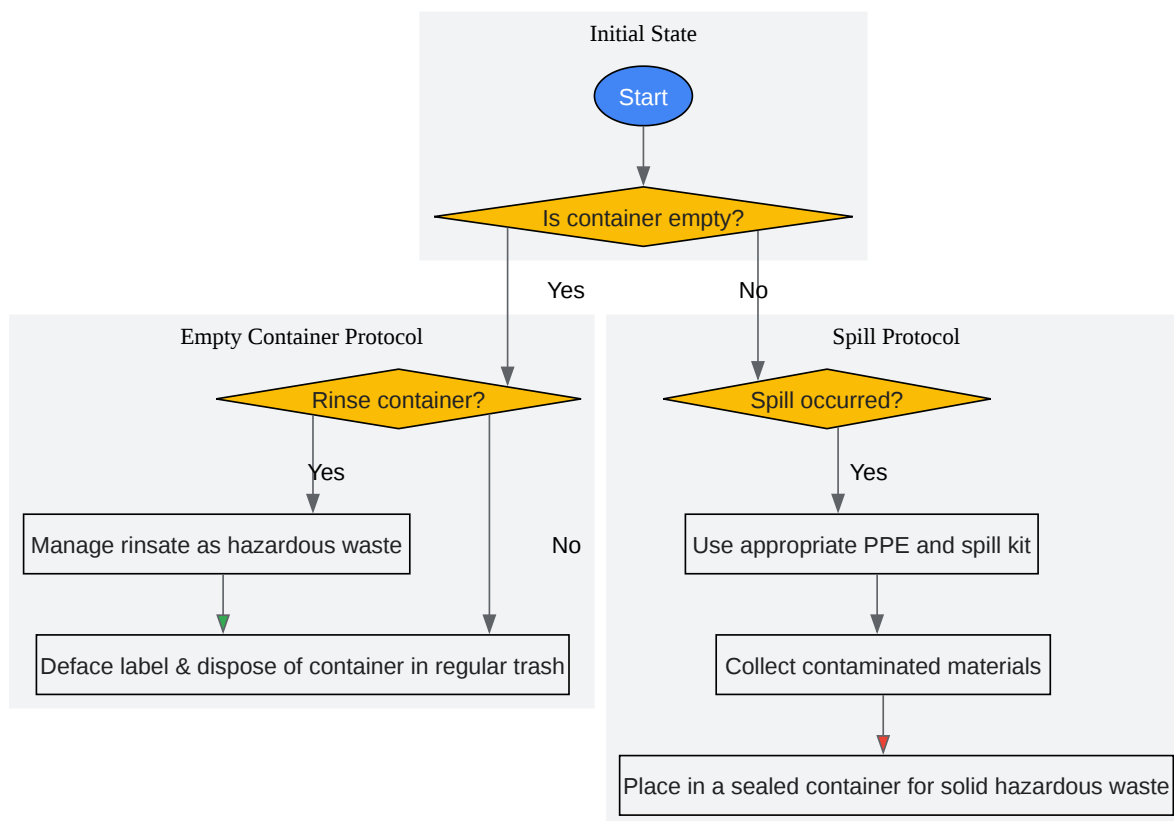 Initial State
Start
Is container empty?
Yes
No
Empty Container Protocol
Rinse container?
Yes
Manage rinsate as hazardous waste
No
Deface label & dispose of container in regular trash
Spill Protocol
Spill occurred?
Yes
Use appropriate PPE and spill kit
Collect contaminated materials
Place in a sealed container for solid hazardous waste